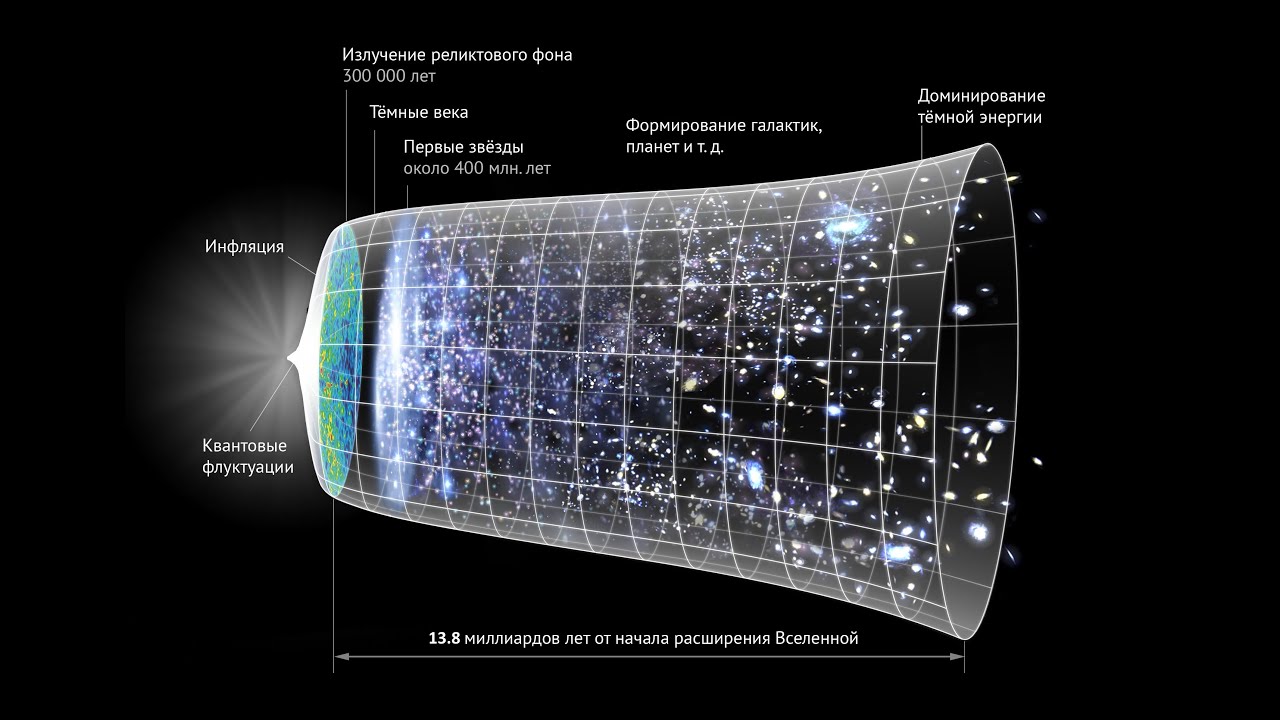 Излучение реликтового фона
300 000 лет
Тёмные века
Первые звёзды
около 400 млн. лет
Формирование галактик,
планет и т. д.
Доминирование
тёмной энергии
Инфляция
Квантовые
флуктуации
13.8 миллиардов лет от начала расширения Вселенной